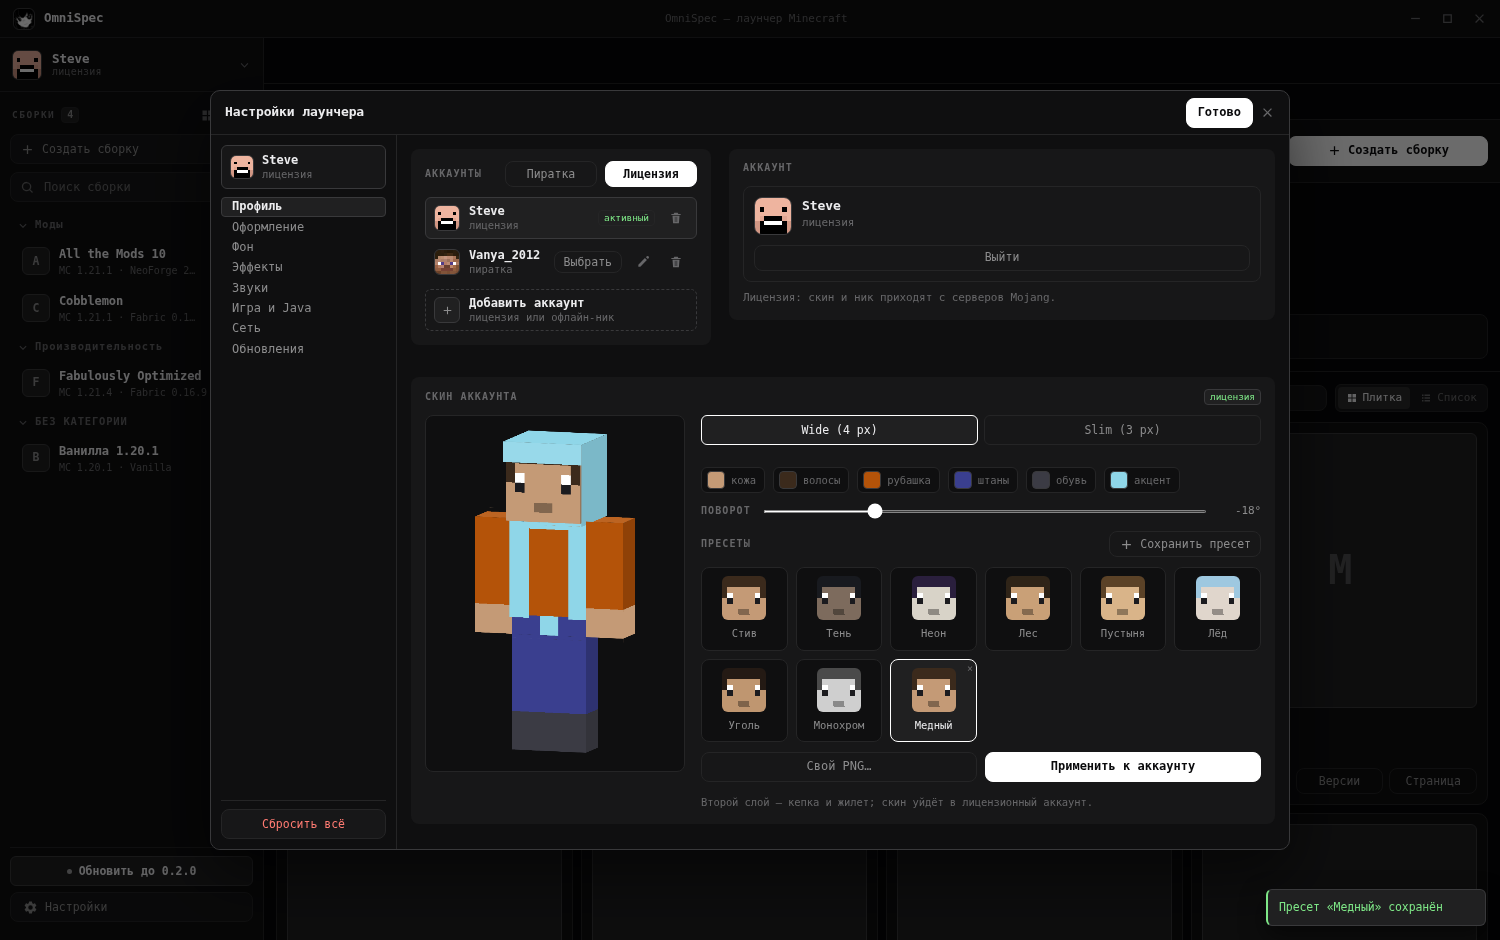 OmniSpec
OmniSpec — лаунчер Minecraft
Steve
лицензия
СБОРКИ 4
Создать сборку
Поиск сборки
Моды
A
All the Mods 10
MC 1.21.1 · NeoForge 2…
C
Cobblemon
MC 1.21.1 · Fabric 0.1…
Производительность
F
Fabulously Optimized
MC 1.21.4 · Fabric 0.16.9
БЕЗ КАТЕГОРИИ
В
Ванилла 1.20.1
MC 1.20.1 · Vanilla
Обновить до 0.2.0
Настройки
Настройки лаунчера
Готово
Steve
лицензия
Профиль
Оформление
Фон
Эффекты
Звуки
Игра и Java
Сеть
Обновления
Сбросить всё
АККАУНТЫ
Пиратка
Лицензия
Steve
лицензия
активный
Vanya_2012
пиратка
Выбрать
Добавить аккаунт
лицензия или офлайн-ник
АККАУНТ
Steve
лицензия
Выйти
Лицензия: скин и ник приходят с серверов Mojang.
СКИН АККАУНТА
лицензия
Wide (4 px)
Slim (3 px)
кожа
волосы
рубашка
штаны
обувь
акцент
ПОВОРОТ
-18°
ПРЕСЕТЫ
Сохранить пресет
Стив
Тень
Неон
Лес
Пустыня
Лёд
Уголь
Монохром
Медный
Свой PNG…
Применить к аккаунту
Второй слой — кепка и жилет; скин уйдёт в лицензионный аккаунт.
Создать сборку
Плитка
Список
M
Версии
Страница
Пресет «Медный» сохранён